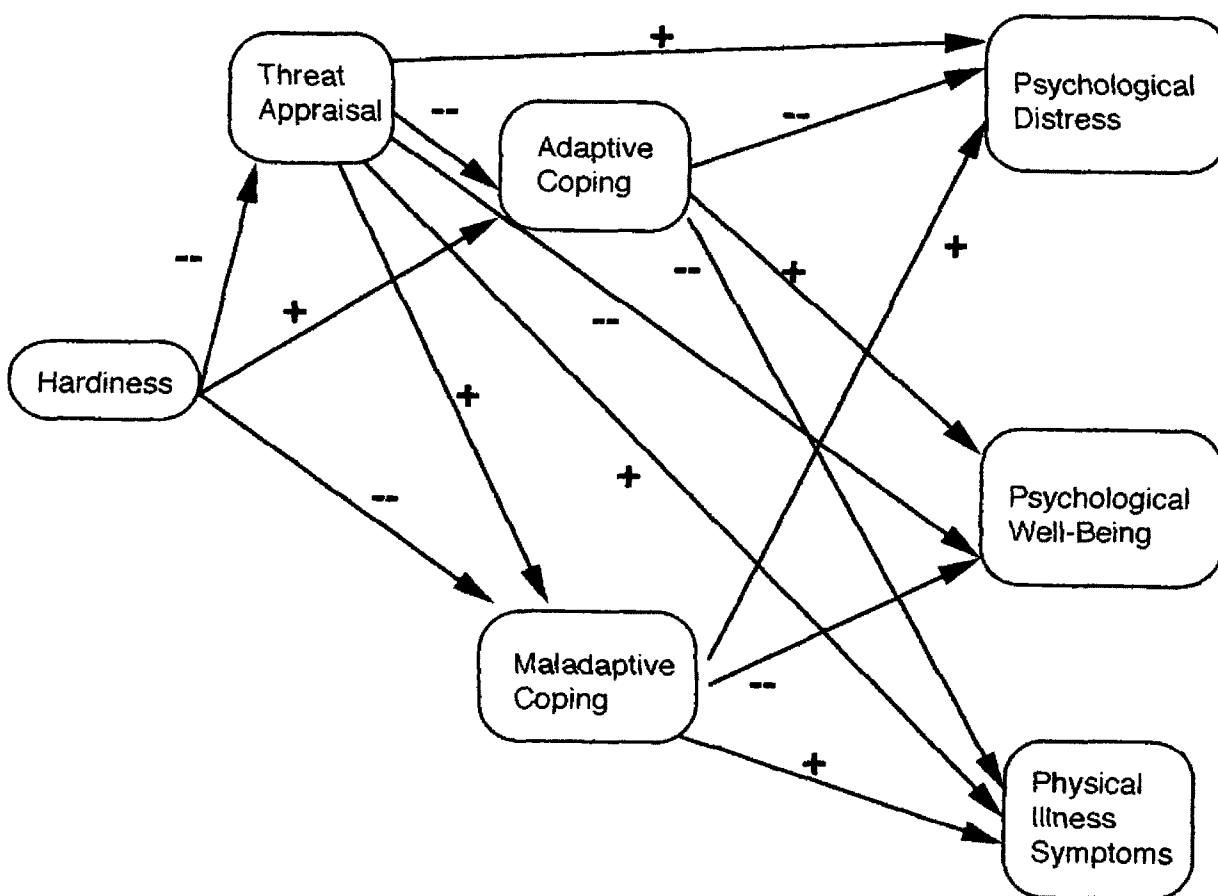 +
Threat
Appraisal
Psychological
Distress
--
--
Adaptive
Coping
+
--
--
+
+
--
Hardiness
+
+
--
Psychological
Well-Being
Maladaptive
Coping
--
+
Physical
Illness
Symptoms